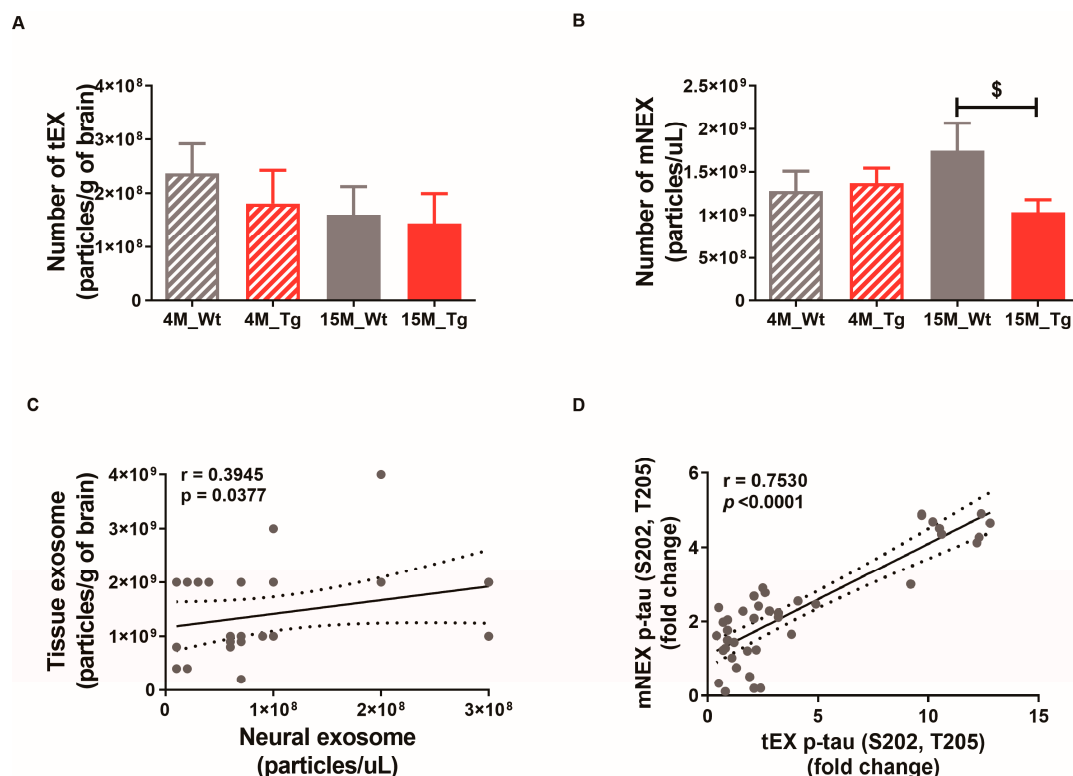 A
Number of tEX
(particles/g of brain)
4×10⁸
3×10⁸
2×10⁸
1×10⁸
0
4M_Wt 4M_Tg 15M_Wt 15M_Tg
B
Number of mNEX
(particles/uL)
2.5×10⁹
2×10⁹
1.5×10⁹
1×10⁹
5×10⁸
0
$
4M_Wt 4M_Tg 15M_Wt 15M_Tg
C
Tissue exosome
(particles/g of brain)
4×10⁹
3×10⁹
2×10⁹
1×10⁹
0
r = 0.3945
p = 0.0377
0 1×10⁸ 2×10⁸ 3×10⁸
Neural exosome
(particles/uL)
D
mNEX p-tau (S202, T205)
(fold change)
6
4
2
0
r = 0.7530
p <0.0001
0 5 10 15
tEX p-tau (S202, T205)
(fold change)